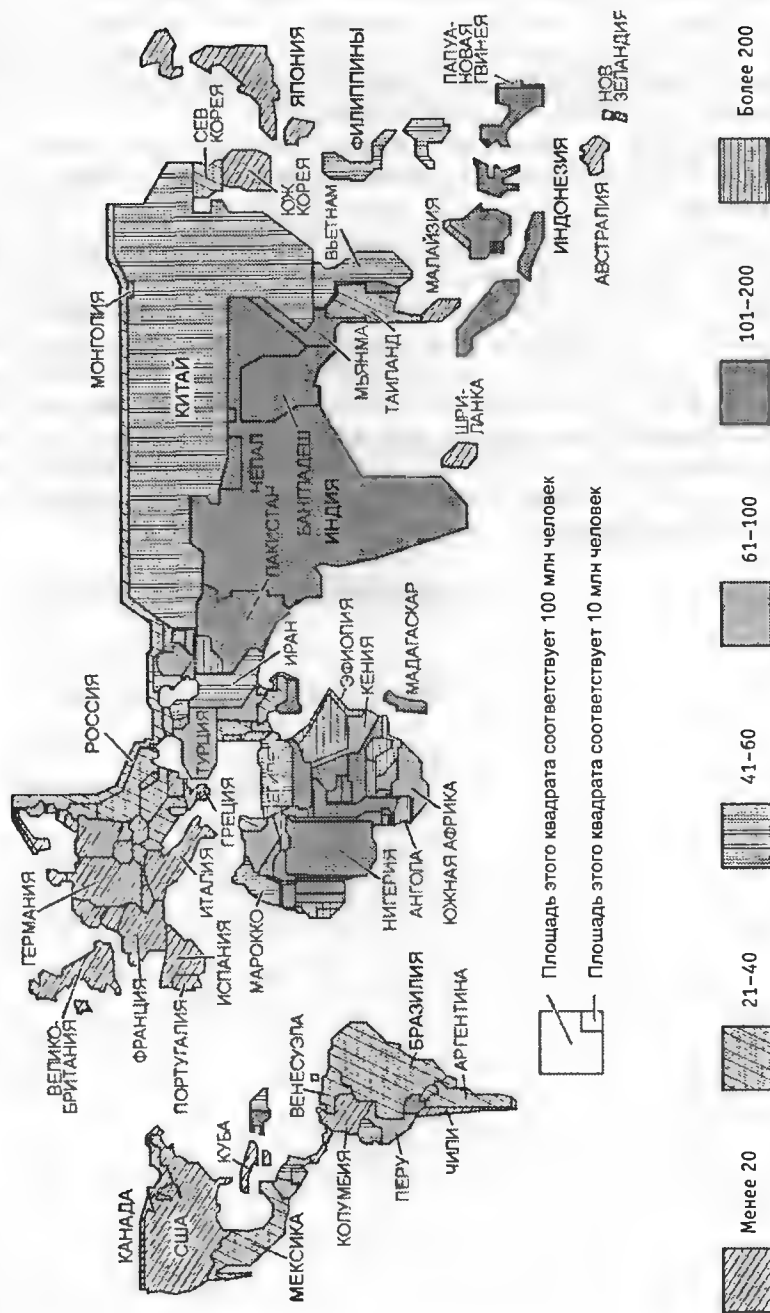 КАНАДА
США
МЕКСИКА
КУБА
КОЛУМБИЯ
ВЕНЕСУЭЛА
ПЕРУ
ЧИЛИ
БРАЗИЛИЯ
АРГЕНТИНА
ВЕЛИКО-
БРИТАНИЯ
ГЕРМАНИЯ
ФРАНЦИЯ
ПОРТУГАЛИЯ
ИСПАНИЯ
ИТАЛИЯ
ГРЕЦИЯ
РОССИЯ
ТУРЦИЯ
МАРОККО
ЕГИПЕТ
НИГЕРИЯ
АНГОЛА
ЮЖНАЯ АФРИКА
ЭФИОПИЯ
КЕНИЯ
МАДАГАСКАР
ИРАН
МОНГОЛИЯ
КИТАЙ
ПАКИСТАН
НЕПАЛ
БАНГЛАДЕШ
ИНДИЯ
МЬЯНМА
ТАИЛАНД
ШРИ-
ЛАНКА
СЕВ
КОРЕЯ
ЮЖ
КОРЕЯ
ЯПОНИЯ
ВЬЕТНАМ
ФИЛИППИНЫ
МАЛАЙЗИЯ
ИНДОНЕЗИЯ
ПАПУА-
НОВАЯ
ГВИНЕЯ
АВСТРАЛИЯ
НОВ
ЗЕЛАНДИЯ
Площадь этого квадрата соответствует 100 млн человек
Площадь этого квадрата соответствует 10 млн человек
Менее 20
21–40
41–60
61–100
101–200
Более 200